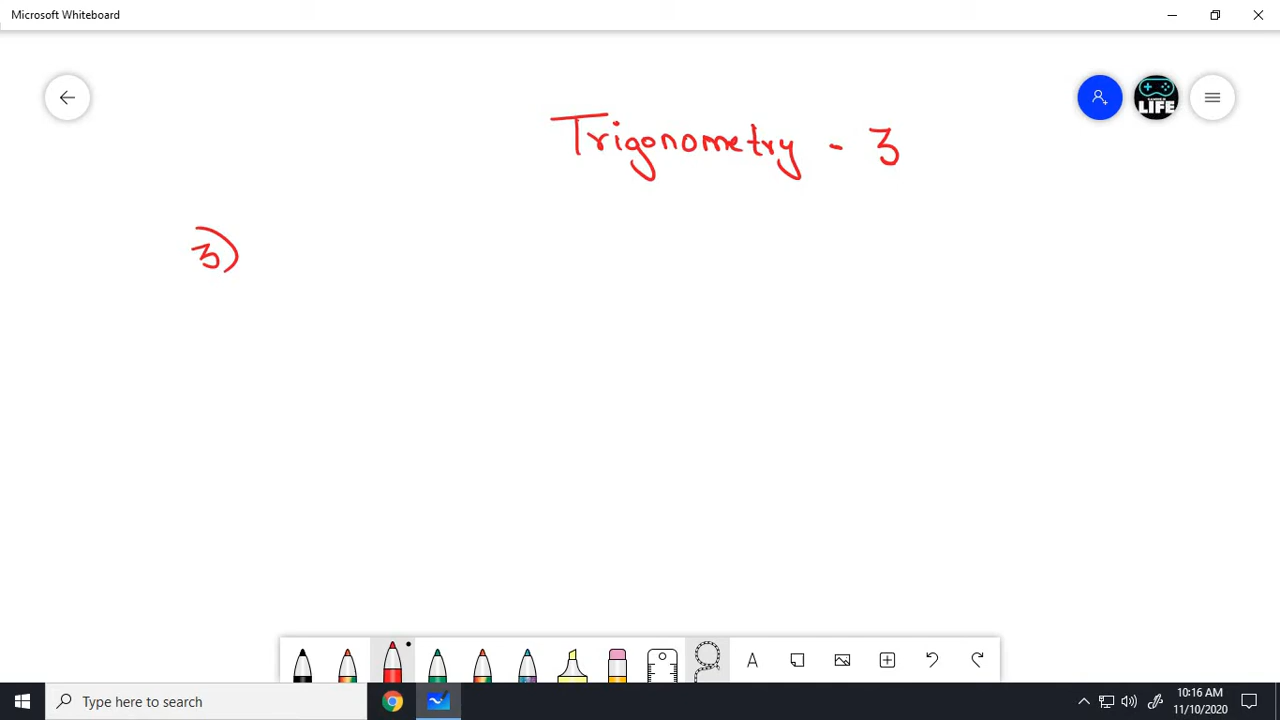 Microsoft Whiteboard
LIFE
Trigonometry - 3
3)
A
Type here to search
10:16 AM
11/10/2020